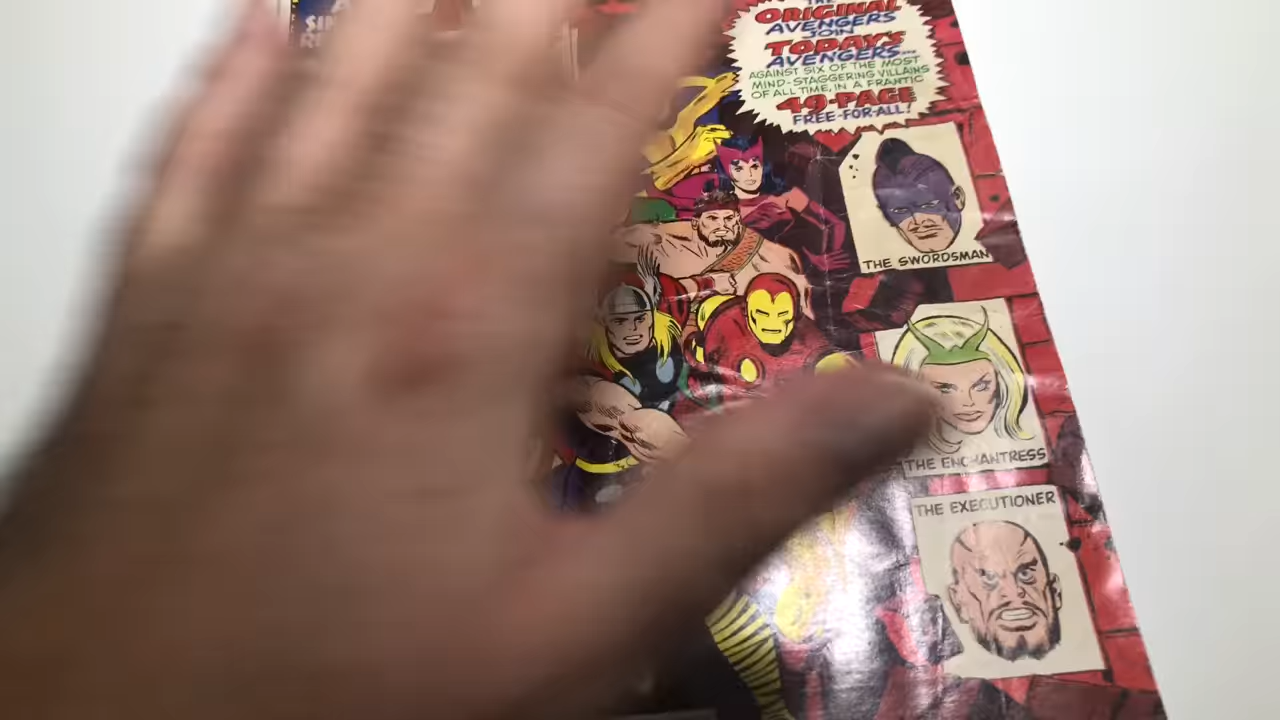 THE
ORIGINAL
AVENGERS
JOIN
TODAY'S
AVENGERS...
AGAINST SIX OF THE MOST
MIND-STAGGERING VILLAINS
OF ALL TIME, IN A FRANTIC
49-PAGE
FREE-FOR-ALL!
THE SWORDSMAN
THE ENCHANTRESS
THE EXECUTIONER